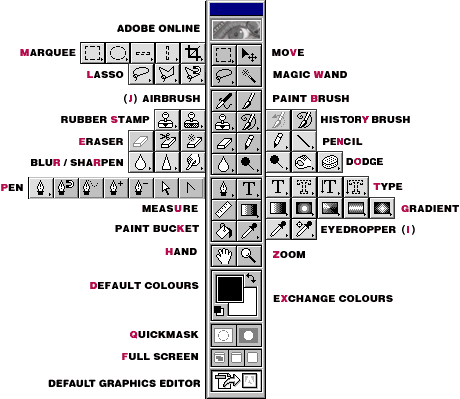 ADOBE ONLINE
MARQUEE
MOVE
LASSO
MAGIC WAND
(J) AIRBRUSH
PAINT BRUSH
RUBBER STAMP
HISTORY BRUSH
ERASER
PENCIL
BLUR / SHARPEN
DODGE
PEN
TYPE
MEASURE
GRADIENT
PAINT BUCKET
EYEDROPPER (I)
HAND
ZOOM
DEFAULT COLOURS
EXCHANGE COLOURS
QUICKMASK
FULL SCREEN
DEFAULT GRAPHICS EDITOR